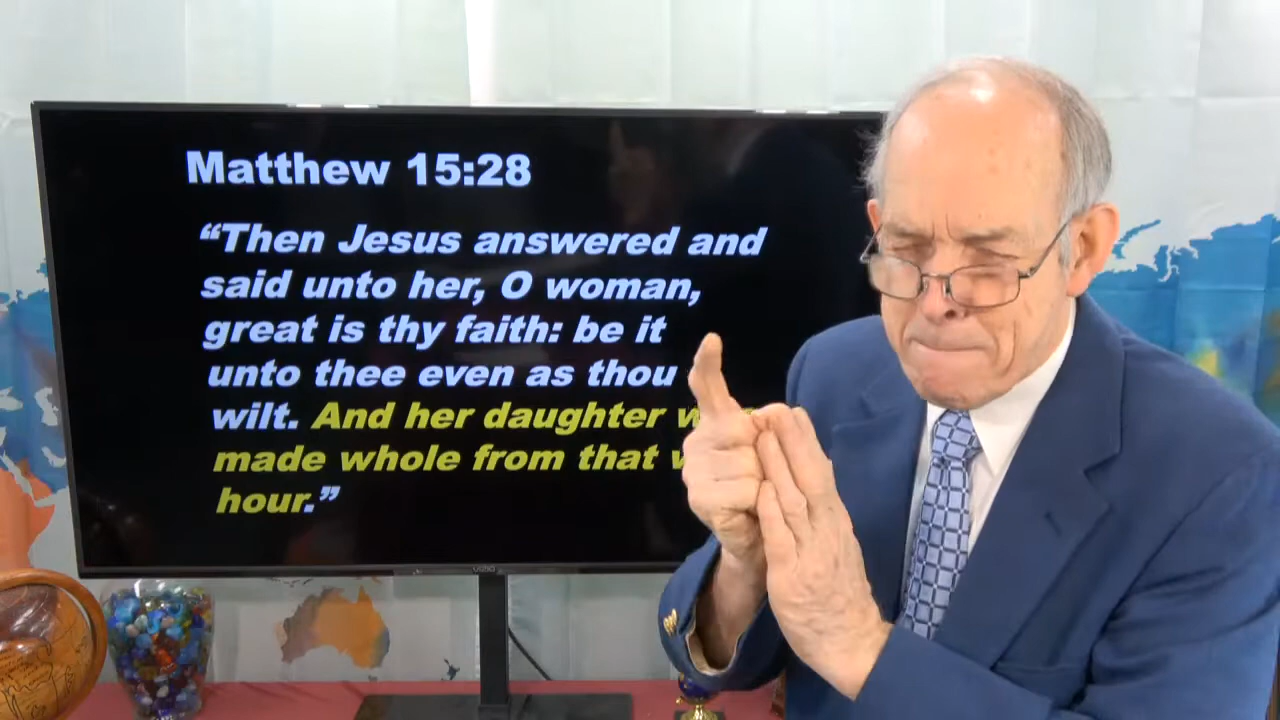 Matthew 15:28
“Then Jesus answered and
said unto her, O woman,
great is thy faith: be it
unto thee even as thou
wilt. And her daughter
made whole from that
hour.”
VIZIO